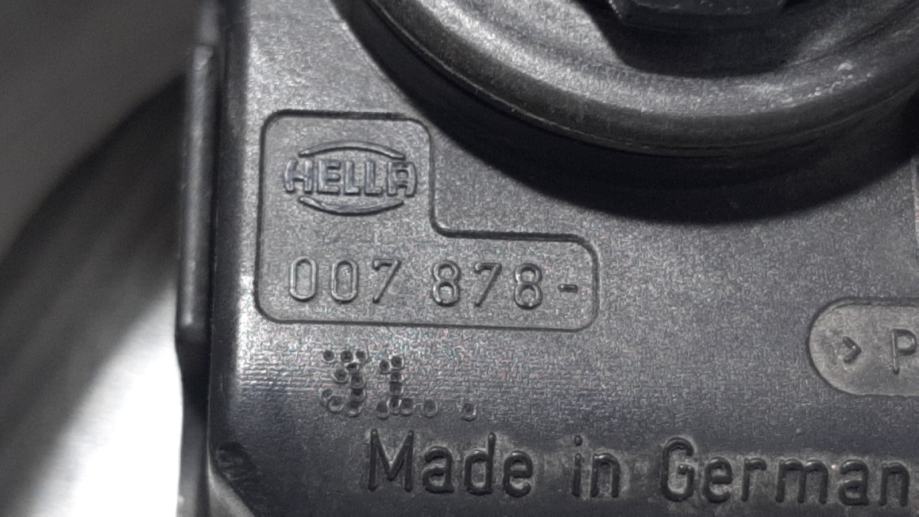 HELLA
007 878-
> P
31..
Made in German